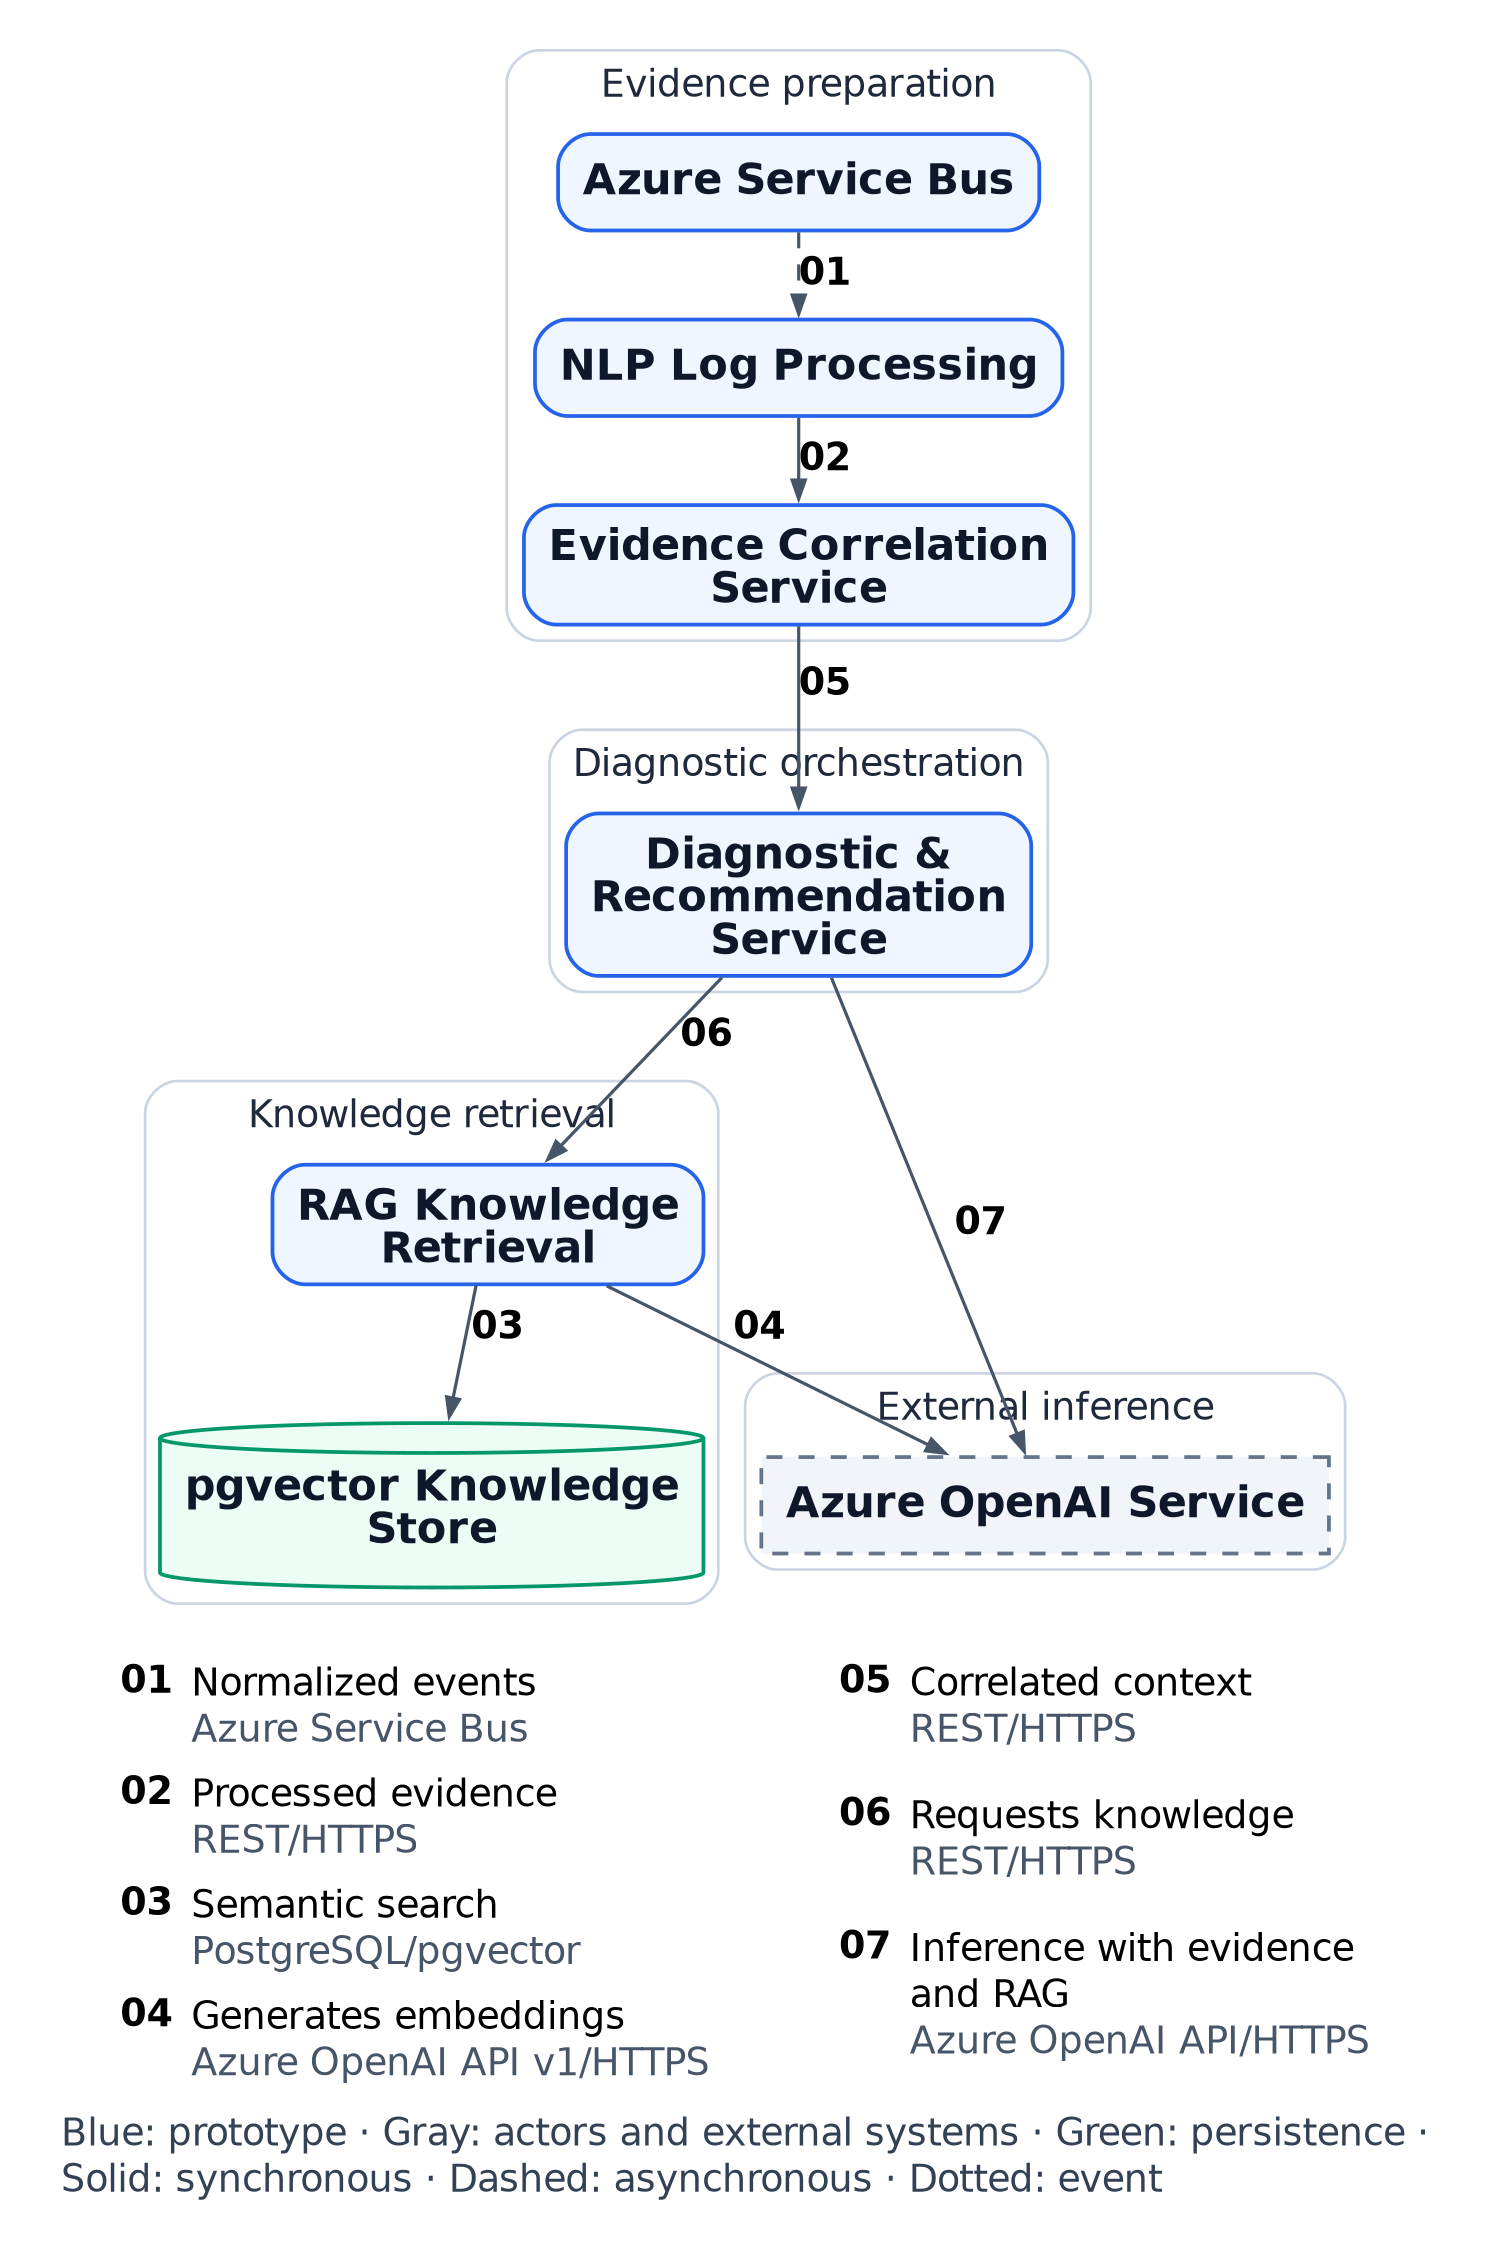 Evidence preparation
Azure Service Bus
01
NLP Log Processing
02
Evidence Correlation
Service
05
Diagnostic orchestration
Diagnostic &
Recommendation
Service
06
Knowledge retrieval
RAG Knowledge
Retrieval
07
03
04
External inference
pgvector Knowledge
Store
Azure OpenAI Service
01 Normalized events
Azure Service Bus
02 Processed evidence
REST/HTTPS
03 Semantic search
PostgreSQL/pgvector
04 Generates embeddings
Azure OpenAI API v1/HTTPS
05 Correlated context
REST/HTTPS
06 Requests knowledge
REST/HTTPS
07 Inference with evidence
and RAG
Azure OpenAI API/HTTPS
Blue: prototype · Gray: actors and external systems · Green: persistence ·
Solid: synchronous · Dashed: asynchronous · Dotted: event